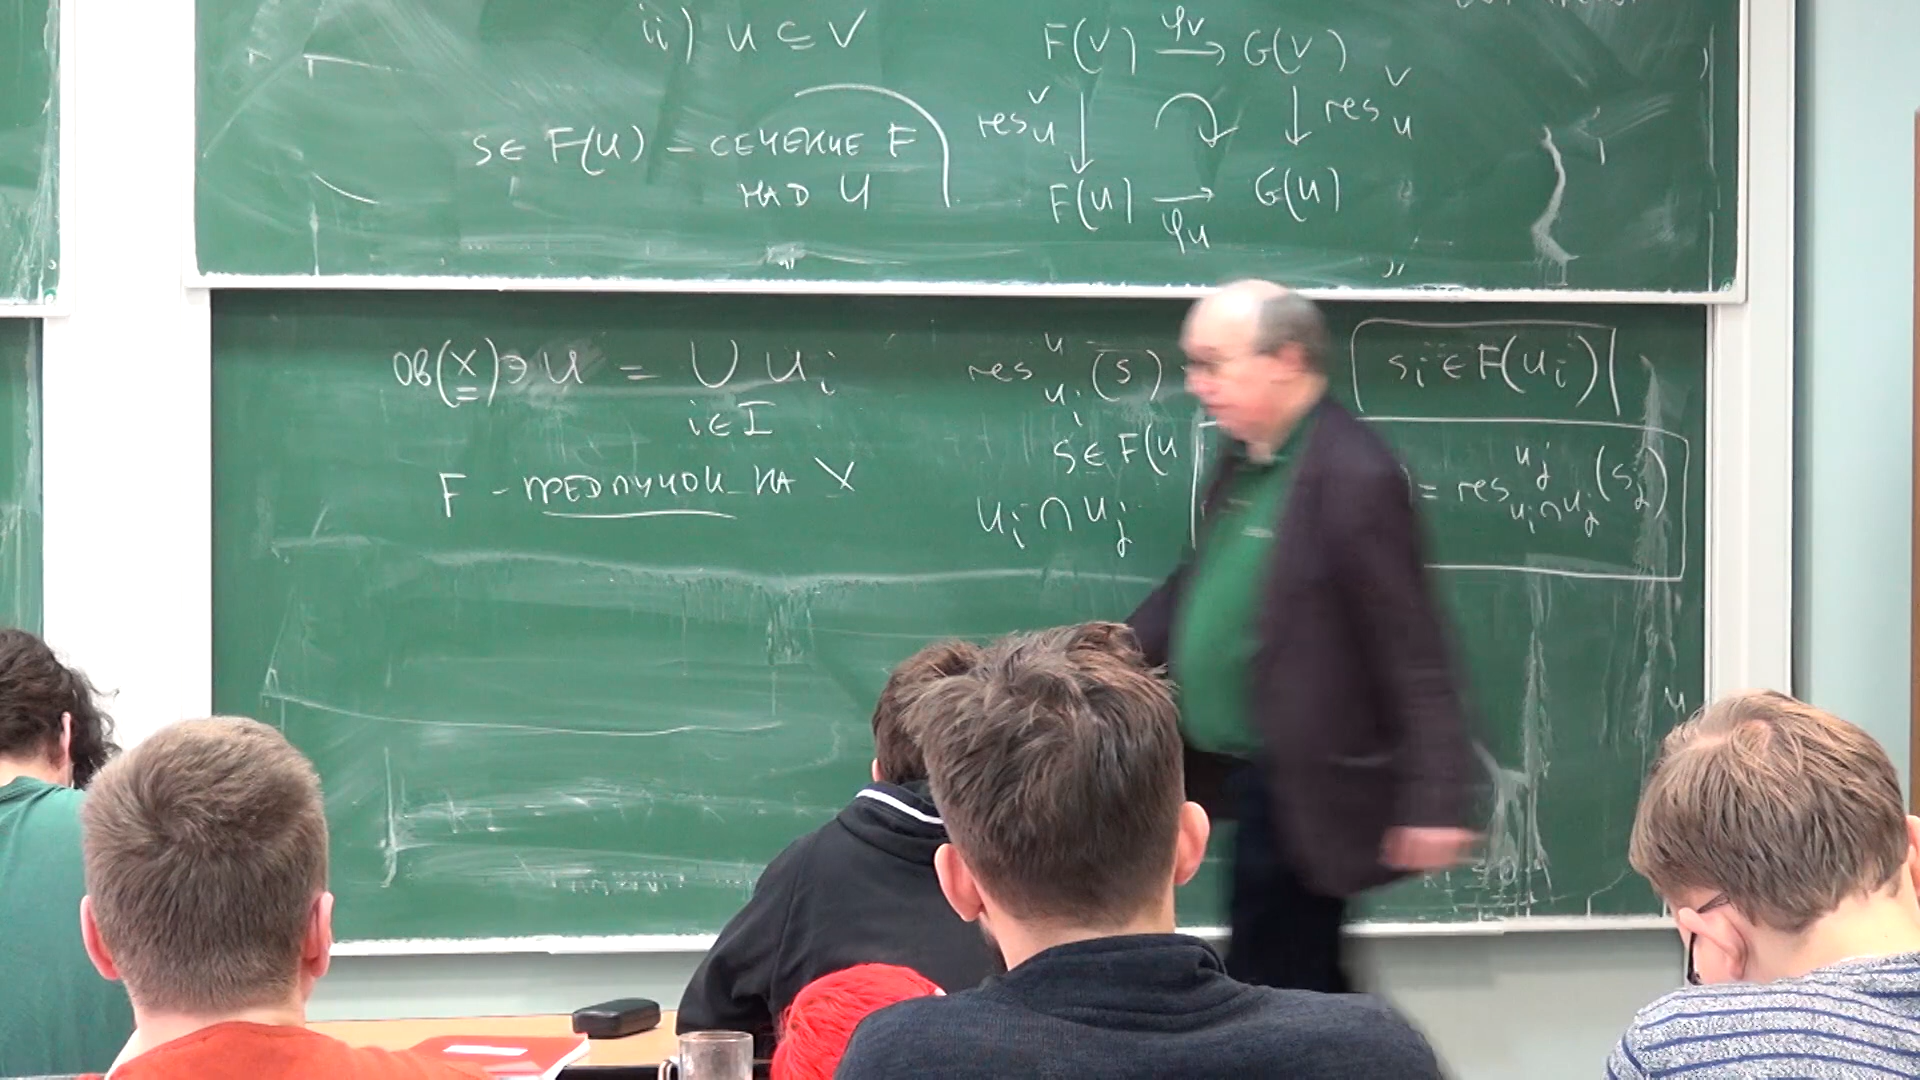 ii) U ⊆ V
F(V) φ_V → G(V)
res^V_U ↓ ↓ res^V_U
s ∈ F(U) – СЕЧЕНИЕ F
НАД U
F(U) → G(U)
φ_U
Ob(X) ∋ U = ∪ U_i
i ∈ I
F - ПРЕДПУЧОК НА X
res^U_{U_i}(s)
s_i ∈ F(U_i)
s ∈ F(U
U_i ∩ U_j
) = res^{U_j}_{U_i ∩ U_j}(s_j)